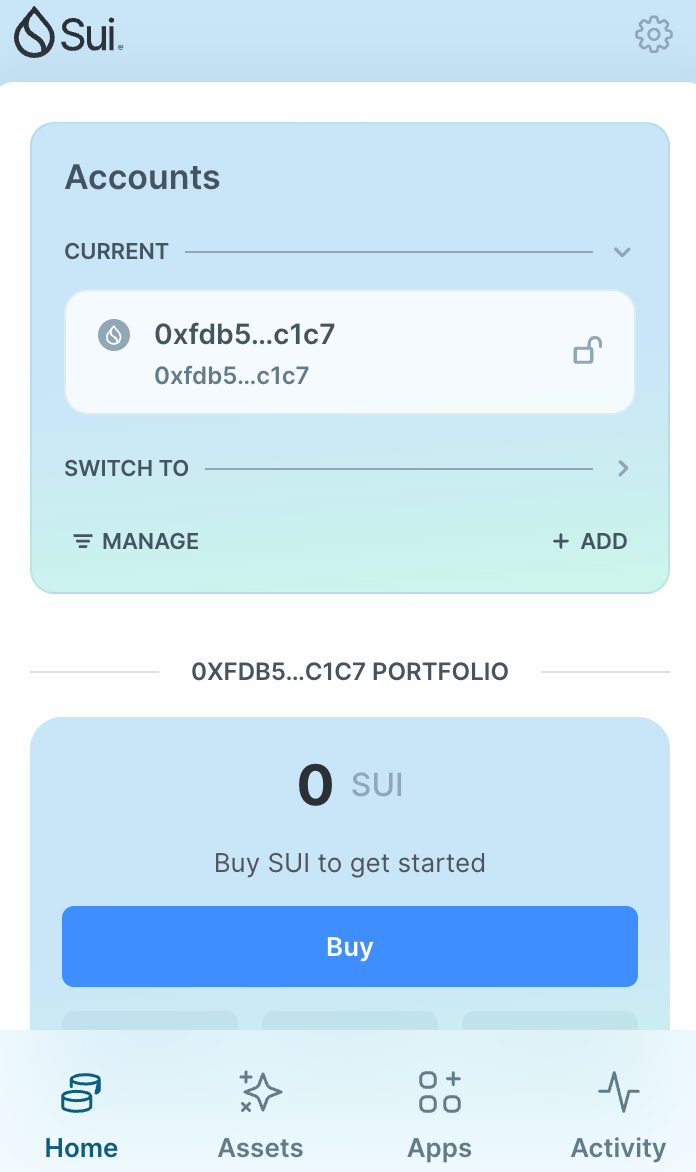 Sui
Accounts
CURRENT
0xfdb5...c1c7
0xfdb5...c1c7
SWITCH TO
MANAGE
+ ADD
0XFDB5...C1C7 PORTFOLIO
0 SUI
Buy SUI to get started
Buy
Home
Assets
Apps
Activity